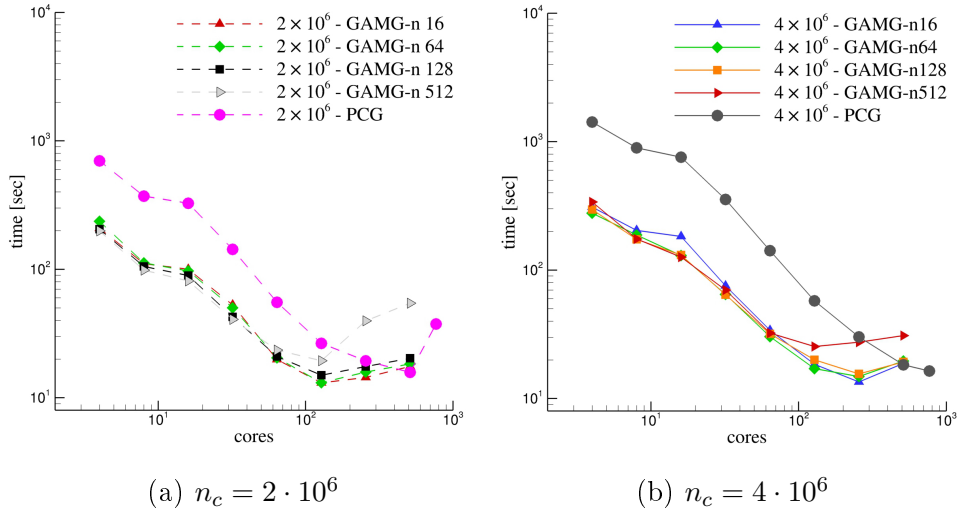 10^4
10^3
10^2
10^1
time [sec]
10^1
10^2
10^3
cores
2 × 10^6 - GAMG-n 16
2 × 10^6 - GAMG-n 64
2 × 10^6 - GAMG-n 128
2 × 10^6 - GAMG-n 512
2 × 10^6 - PCG
(a) n_c = 2 · 10^6
10^4
10^3
10^2
10^1
time [sec]
10^1
10^2
10^3
cores
4 × 10^6 - GAMG-n16
4 × 10^6 - GAMG-n64
4 × 10^6 - GAMG-n128
4 × 10^6 - GAMG-n512
4 × 10^6 - PCG
(b) n_c = 4 · 10^6